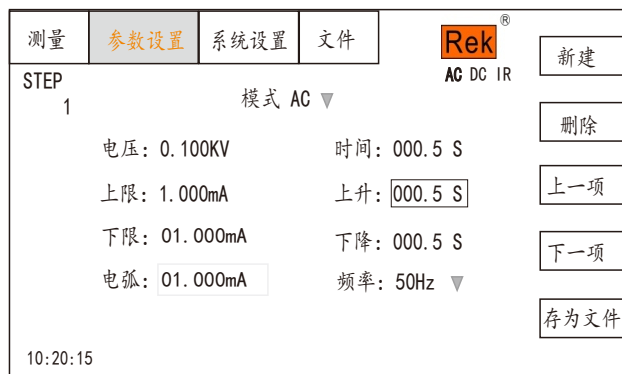 测量 参数设置 系统设置 文件 Rek ®
AC DC IR
新建
STEP
1
模式 AC ▼
删除
电压: 0.100KV 时间: 000.5 S
上限: 1.000mA 上升: 000.5 S
上一项
下限: 01.000mA 下降: 000.5 S
下一项
电弧: 01.000mA 频率: 50Hz ▼
存为文件
10:20:15